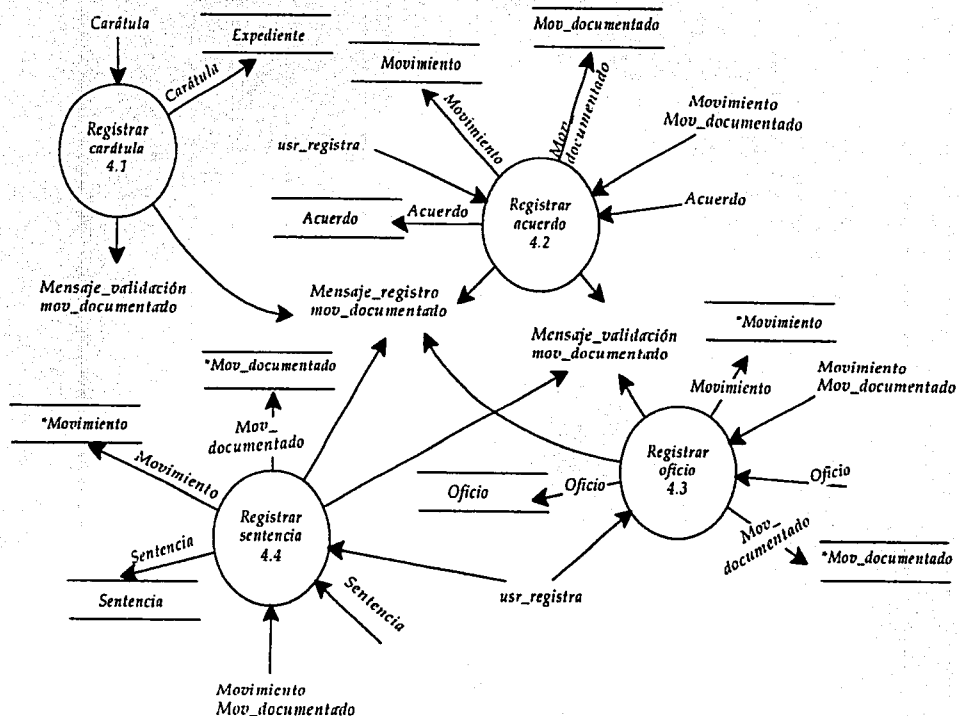 Carátula
Expediente
Carátula
Registrar
carátula
4.1
Mensaje_validación
mov_documentado
Mov_documentado
Movimiento
Movimiento
Mov_
documentado
Movimiento
Mov_documentado
usr_registra
Acuerdo
Acuerdo
Acuerdo
Registrar
acuerdo
4.2
Mensaje_registro
mov_documentado
Mensaje_validación
mov_documentado
*Movimiento
Movimiento
Movimiento
Mov_documentado
Registrar
oficio
4.3
Oficio
Oficio
Oficio
Mov_
documentado
*Mov_documentado
*Mov_documentado
Mov_
documentado
*Movimiento
Movimiento
Registrar
sentencia
4.4
Sentencia
Sentencia
Sentencia
usr_registra
Movimiento
Mov_documentado